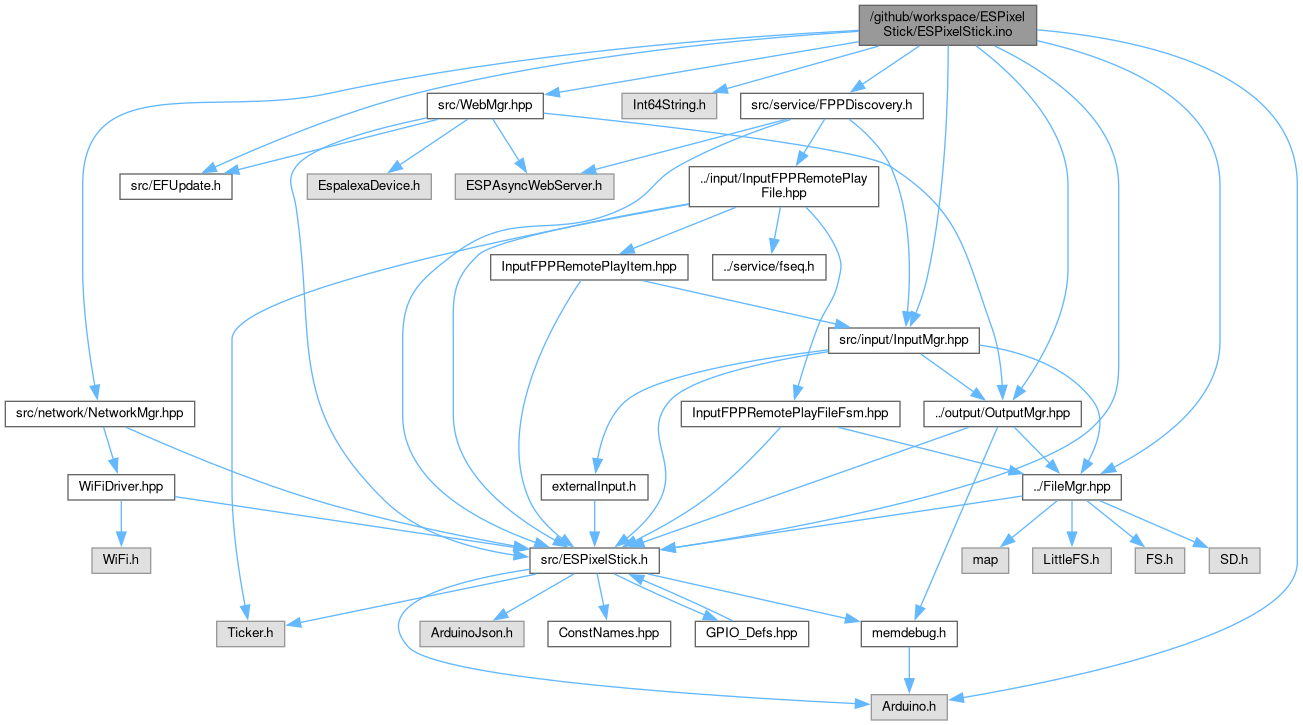 /github/workspace/ESPixel
Stick/ESPixelStick.ino
src/WebMgr.hpp
Int64String.h
src/service/FPPDiscovery.h
src/EFUpdate.h
EspalexaDevice.h
ESPAsyncWebServer.h
../input/InputFPPRemotePlay
File.hpp
InputFPPRemotePlayItem.hpp
../service/fseq.h
src/input/InputMgr.hpp
src/network/NetworkMgr.hpp
InputFPPRemotePlayFileFsm.hpp
../output/OutputMgr.hpp
WiFiDriver.hpp
externalInput.h
../FileMgr.hpp
WiFi.h
src/ESPixelStick.h
map
LittleFS.h
FS.h
SD.h
Ticker.h
ArduinoJson.h
ConstNames.hpp
GPIO_Defs.hpp
memdebug.h
Arduino.h